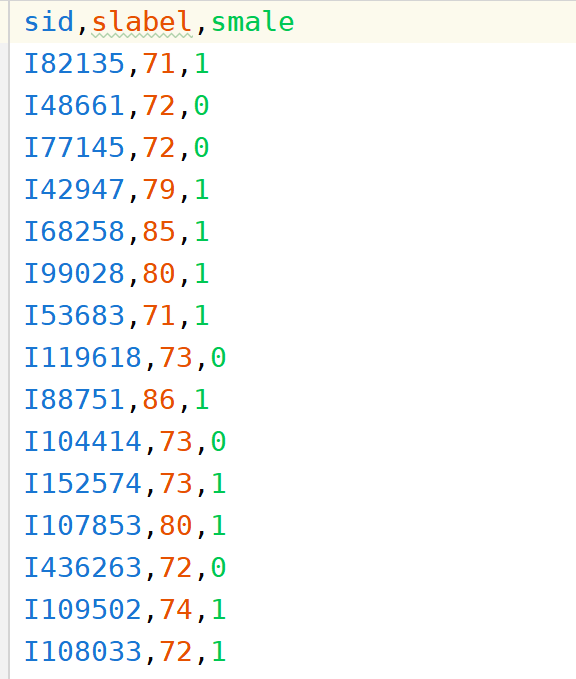 sid,slabel,smale
I82135,71,1
I48661,72,0
I77145,72,0
I42947,79,1
I68258,85,1
I99028,80,1
I53683,71,1
I119618,73,0
I88751,86,1
I104414,73,0
I152574,73,1
I107853,80,1
I436263,72,0
I109502,74,1
I108033,72,1